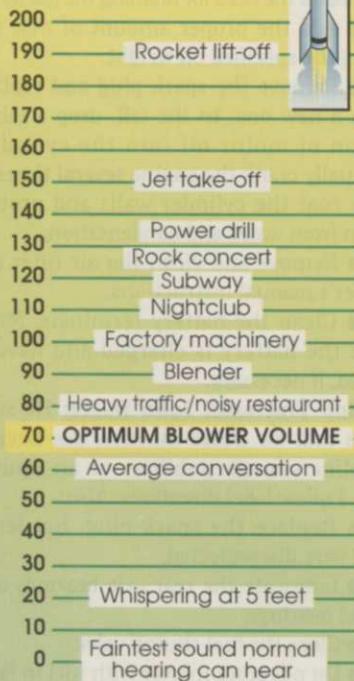 200
190 Rocket lift-off
180
170
160
150 Jet take-off
140
Power drill
130
Rock concert
120
Subway
110
Nightclub
100 Factory machinery
90 Blender
80 Heavy traffic/noisy restaurant
70 OPTIMUM BLOWER VOLUME
60 Average conversation
50
40
30
20 Whispering at 5 feet
10
0 Faintest sound normal
hearing can hear